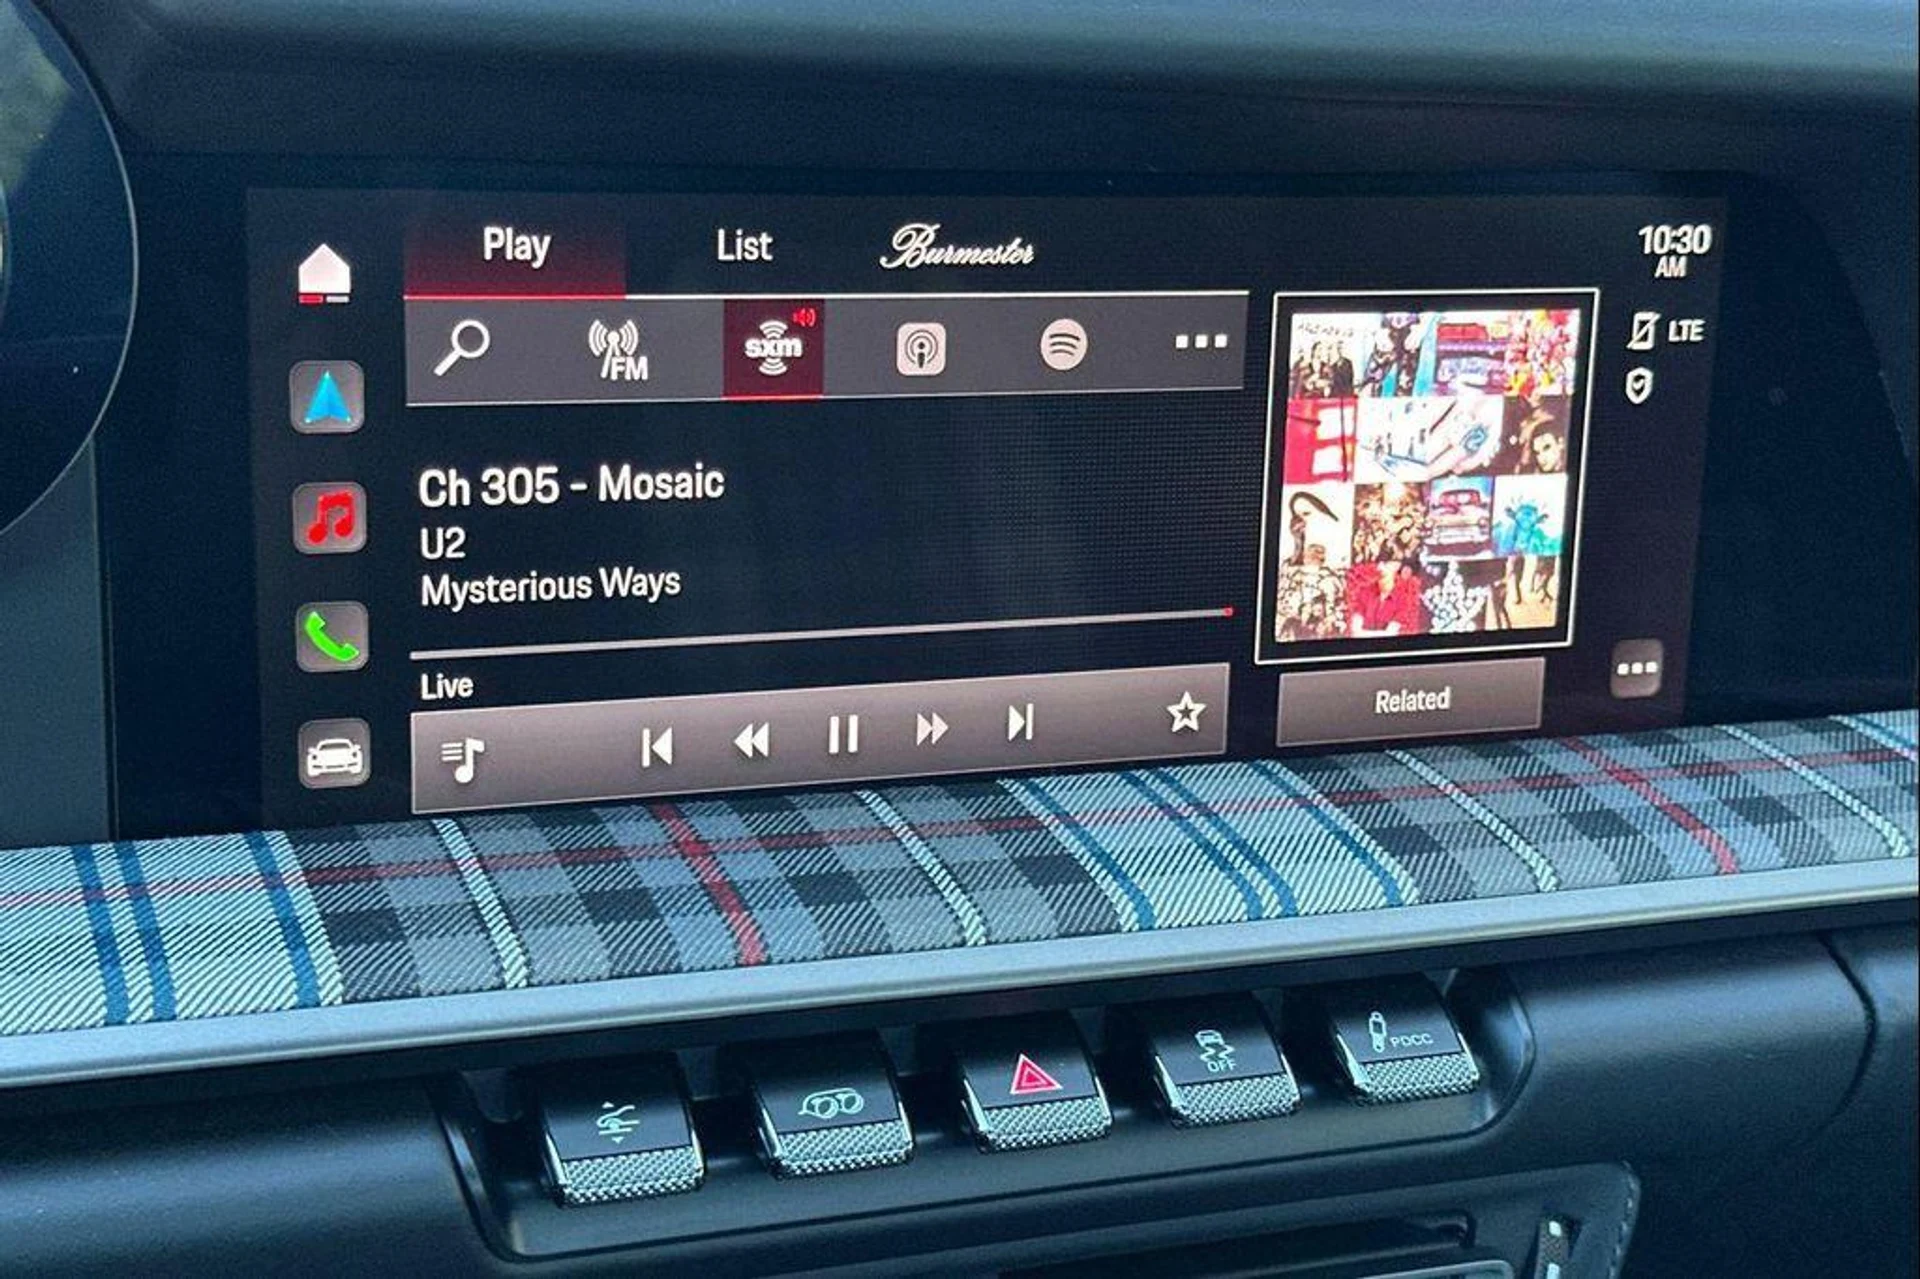 Play
List
Burmester
10:30
AM
FM
sxm
LTE
Ch 305 - Mosaic
U2
Mysterious Ways
Live
Related
OFF
PDCC